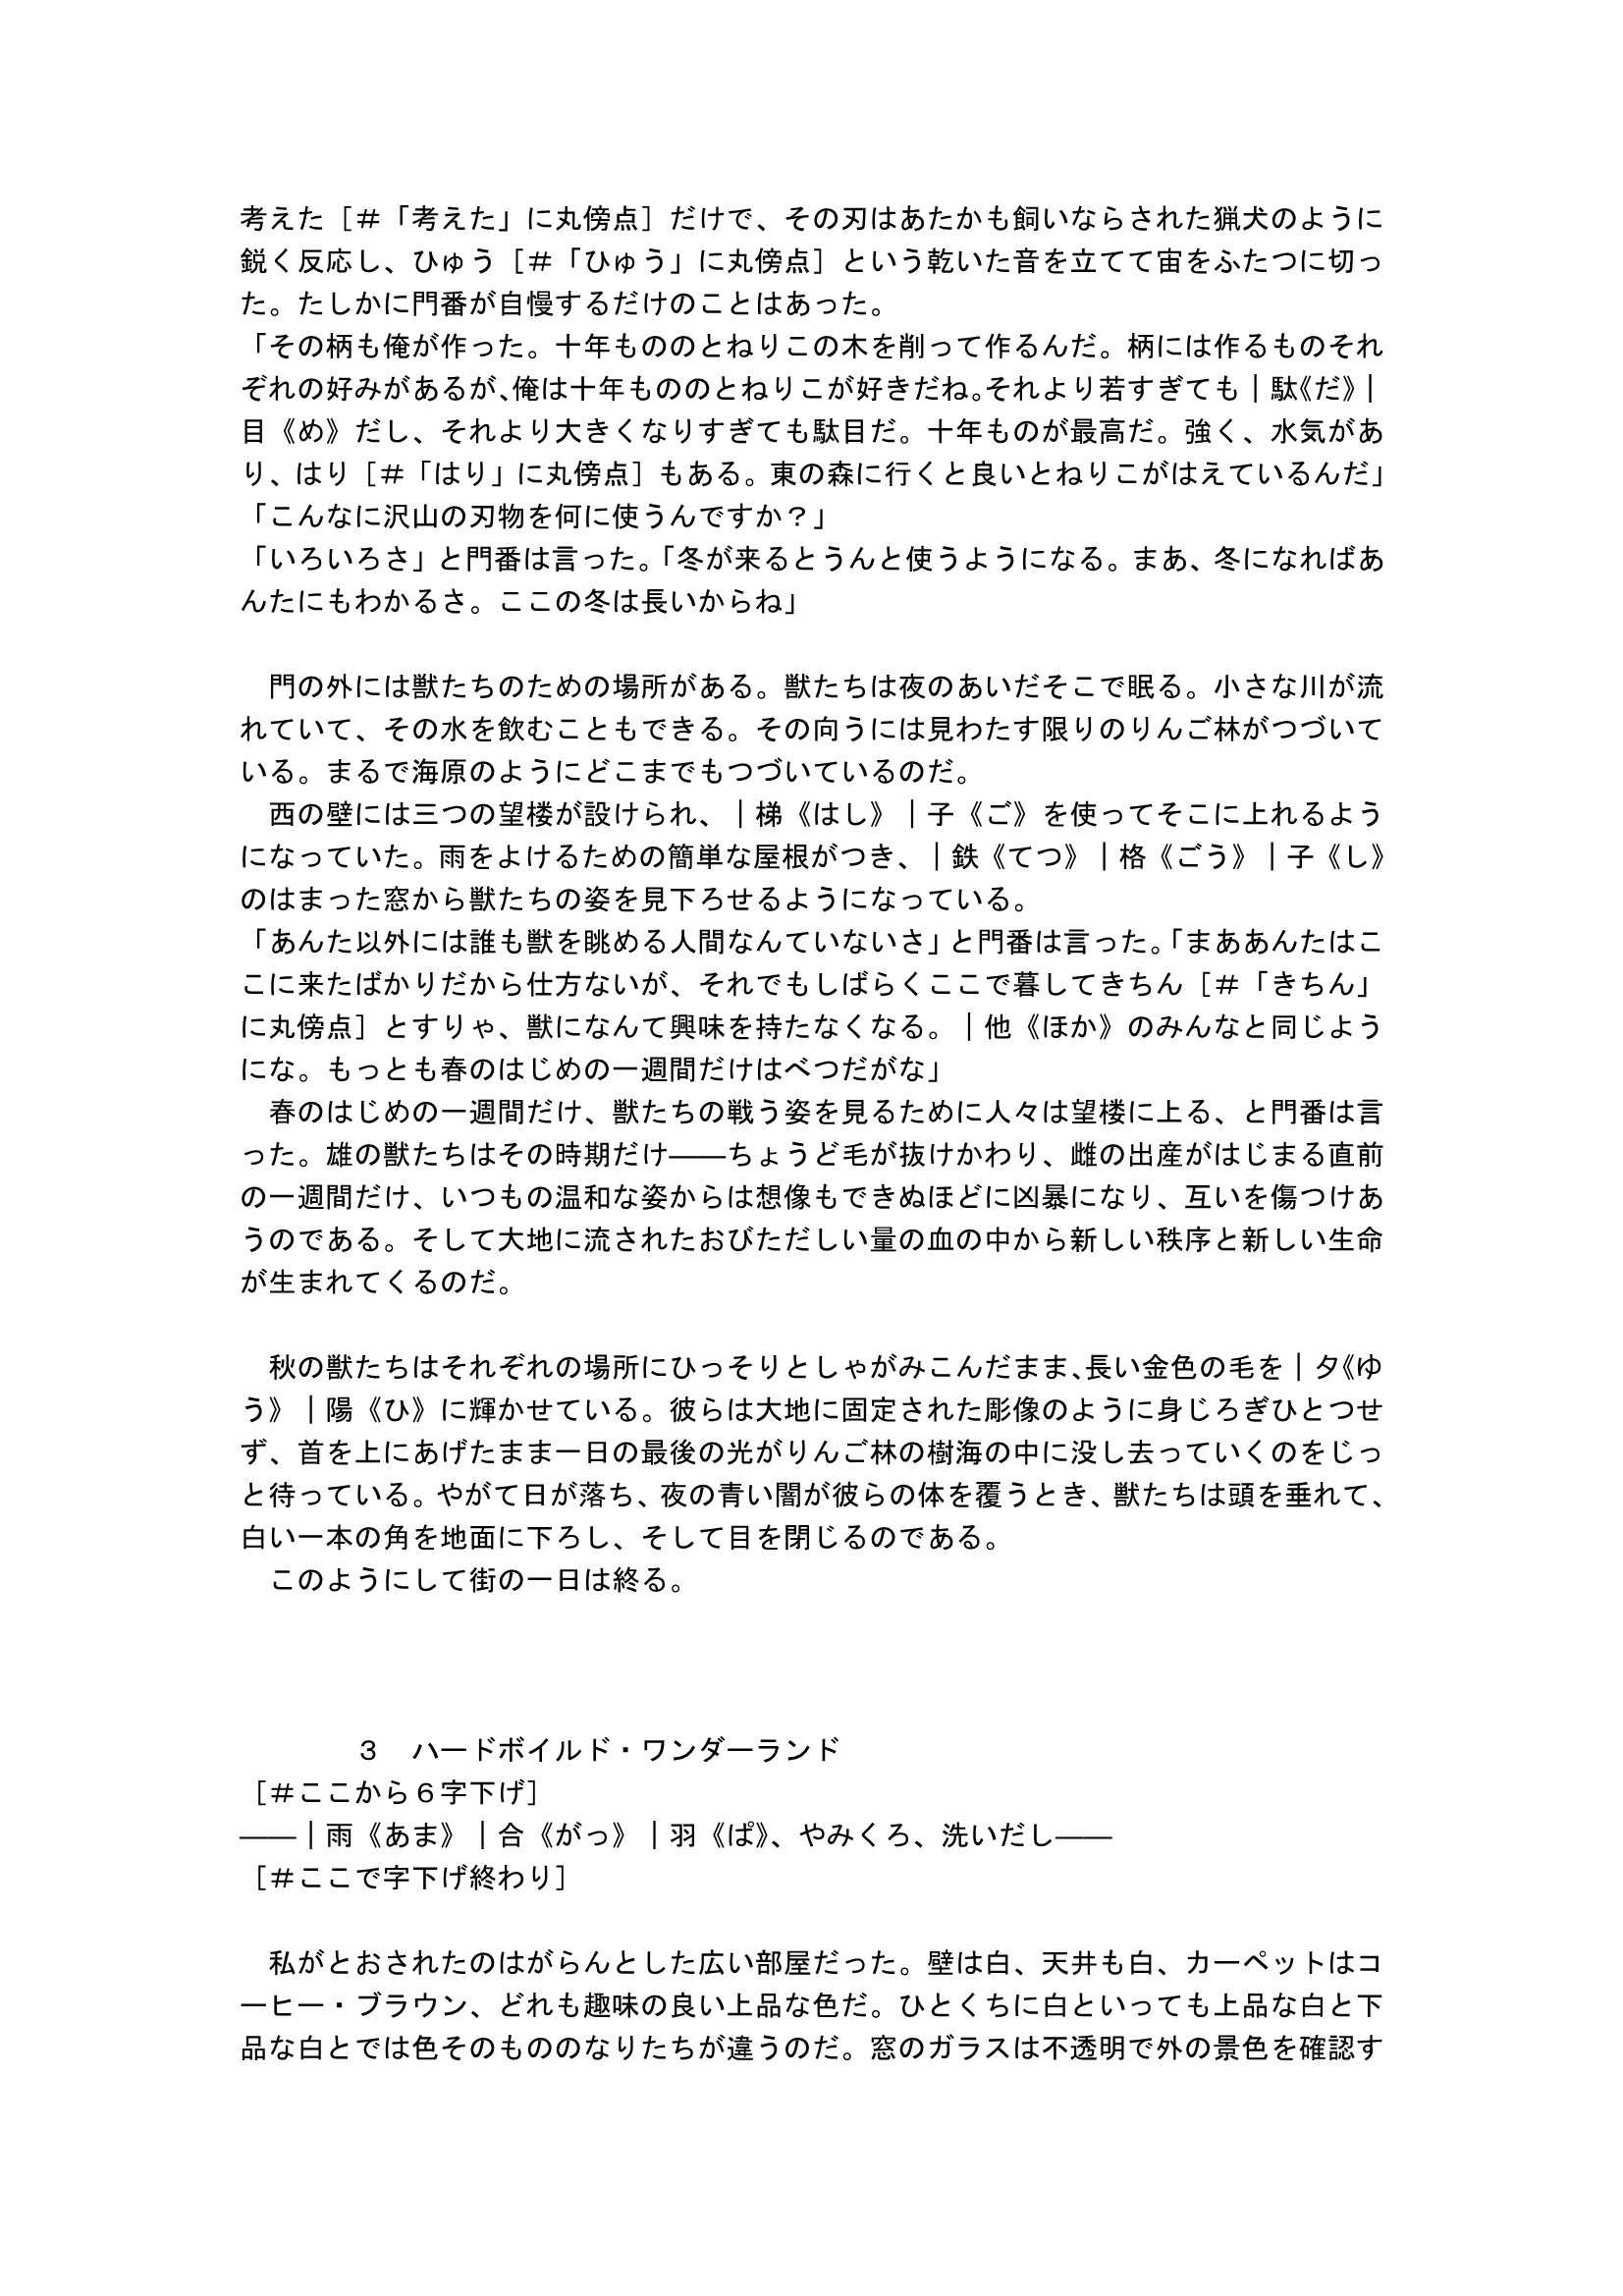 考えた［＃「考えた」に丸傍点］だけで、その刃はあたかも飼いならされた猟犬のように
鋭く反応し、ひゅう［＃「ひゅう」に丸傍点］という乾いた音を立てて宙をふたつに切っ
た。たしかに門番が自慢するだけのことはあった。
「その柄も俺が作った。十年もののとねりこの木を削って作るんだ。柄には作るものそれ
ぞれの好みがあるが、俺は十年もののとねりこが好きだね。それより若すぎても｜駄《だ》｜
目《め》だし、それより大きくなりすぎても駄目だ。十年ものが最高だ。強く、水気があ
り、はり［＃「はり」に丸傍点］もある。東の森に行くと良いとねりこがはえているんだ」
「こんなに沢山の刃物を何に使うんですか？」
「いろいろさ」と門番は言った。「冬が来るとうんと使うようになる。まあ、冬になればあ
んたにもわかるさ。ここの冬は長いからね」

　門の外には獣たちのための場所がある。獣たちは夜のあいだそこで眠る。小さな川が流
れていて、その水を飲むこともできる。その向うには見わたす限りのりんご林がつづいて
いる。まるで海原のようにどこまでもつづいているのだ。
　西の壁には三つの望楼が設けられ、｜梯《はし》｜子《ご》を使ってそこに上れるよう
になっていた。雨をよけるための簡単な屋根がつき、｜鉄《てつ》｜格《ごう》｜子《し》
のはまった窓から獣たちの姿を見下ろせるようになっている。
「あんた以外には誰も獣を眺める人間なんていないさ」と門番は言った。「まああんたはこ
こに来たばかりだから仕方ないが、それでもしばらくここで暮してきちん［＃「きちん」
に丸傍点］とすりゃ、獣になんて興味を持たなくなる。｜他《ほか》のみんなと同じよう
にな。もっとも春のはじめの一週間だけはべつだがな」
　春のはじめの一週間だけ、獣たちの戦う姿を見るために人々は望楼に上る、と門番は言
った。雄の獣たちはその時期だけ――ちょうど毛が抜けかわり、雌の出産がはじまる直前
の一週間だけ、いつもの温和な姿からは想像もできぬほどに凶暴になり、互いを傷つけあ
うのである。そして大地に流されたおびただしい量の血の中から新しい秩序と新しい生命
が生まれてくるのだ。

　秋の獣たちはそれぞれの場所にひっそりとしゃがみこんだまま、長い金色の毛を｜夕《ゆ
う》｜陽《ひ》に輝かせている。彼らは大地に固定された彫像のように身じろぎひとつせ
ず、首を上にあげたまま一日の最後の光がりんご林の樹海の中に没し去っていくのをじっ
と待っている。やがて日が落ち、夜の青い闇が彼らの体を覆うとき、獣たちは頭を垂れて、
白い一本の角を地面に下ろし、そして目を閉じるのである。
　このようにして街の一日は終る。

３　ハードボイルド・ワンダーランド
［＃ここから６字下げ］
――｜雨《あま》｜合《がっ》｜羽《ぱ》、やみくろ、洗いだし――
［＃ここで字下げ終わり］

　私がとおされたのはがらんとした広い部屋だった。壁は白、天井も白、カーペットはコ
ーヒー・ブラウン、どれも趣味の良い上品な色だ。ひとくちに白といっても上品な白と下
品な白とでは色そのもののなりたちが違うのだ。窓のガラスは不透明で外の景色を確認す